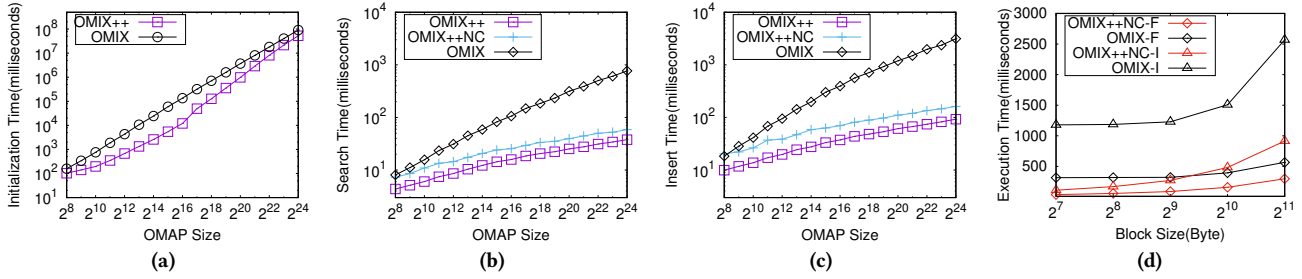 Initialization Time(milliseconds)
10^8
10^7
10^6
10^5
10^4
10^3
10^2
10^1
OMIX++
OMIX
2^8 2^10 2^12 2^14 2^16 2^18 2^20 2^22 2^24
OMAP Size
(a)
Search Time(milliseconds)
10^4
10^3
10^2
10^1
OMIX++
OMIX++NC
OMIX
2^8 2^10 2^12 2^14 2^16 2^18 2^20 2^22 2^24
OMAP Size
(b)
Insert Time(milliseconds)
10^4
10^3
10^2
10^1
OMIX++
OMIX++NC
OMIX
2^8 2^10 2^12 2^14 2^16 2^18 2^20 2^22 2^24
OMAP Size
(c)
Execution Time(milliseconds)
3000
2500
2000
1500
1000
500
OMIX++NC-F
OMIX-F
OMIX++NC-I
OMIX-I
2^7 2^8 2^9 2^10 2^11
Block Size(Byte)
(d)